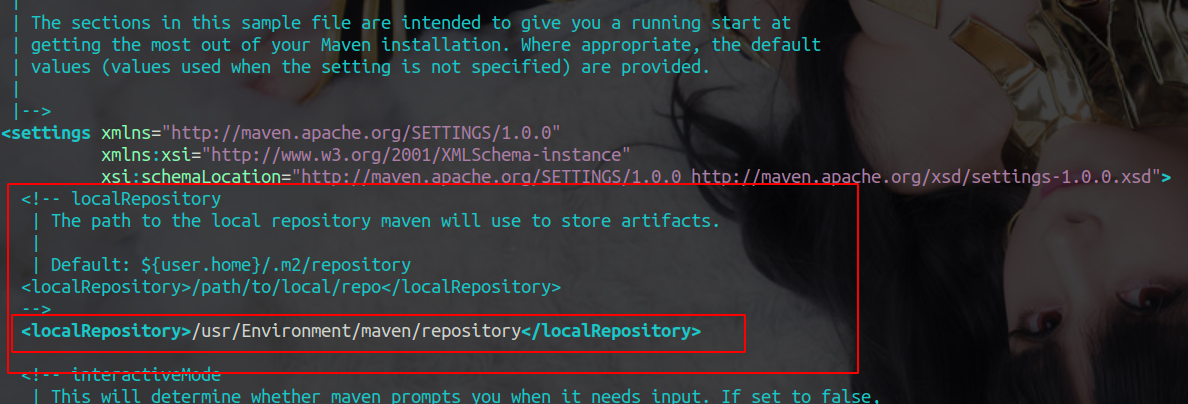 |
| The sections in this sample file are intended to give you a running start at
| getting the most out of your Maven installation. Where appropriate, the default
| values (values used when the setting is not specified) are provided.
|
|-->
<settings xmlns="http://maven.apache.org/SETTINGS/1.0.0"
xmlns:xsi="http://www.w3.org/2001/XMLSchema-instance"
xsi:schemaLocation="http://maven.apache.org/SETTINGS/1.0.0 http://maven.apache.org/xsd/settings-1.0.0.xsd">
<!-- localRepository
| The path to the local repository maven will use to store artifacts.
|
| Default: ${user.home}/.m2/repository
<localRepository>/path/to/local/repo</localRepository>
-->
<localRepository>/usr/Environment/maven/repository</localRepository>
<!-- interactiveMode
| This will determine whether maven prompts you when it needs input. If set to false,